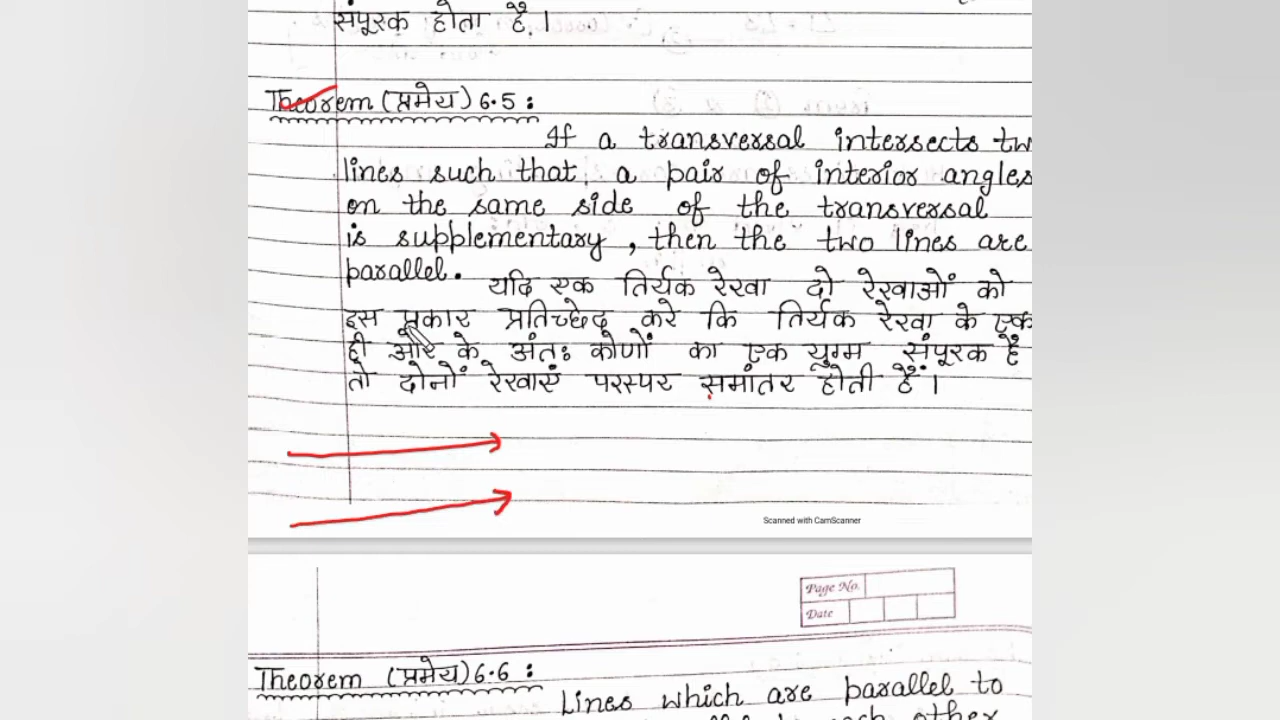 संपूरक होता है।
Theorem (प्रमेय) 6.5 :
If a transversal intersects
lines such that a pair of interior angles
on the same side of the transversal
is supplementary, then the two lines are
parallel.
यदि एक तिर्यक रेखा दो रेखाओं को
इस प्रकार प्रतिच्छेद करे कि तिर्यक रेखा के एक
ही ओर के अंतः कोणों का एक युग्म संपूरक है
तो दोनों रेखाएं परस्पर समांतर होती हैं।
Scanned with CamScanner
Page No.
Date
Theorem (प्रमेय) 6.6 :
Lines which are parallel to
each other